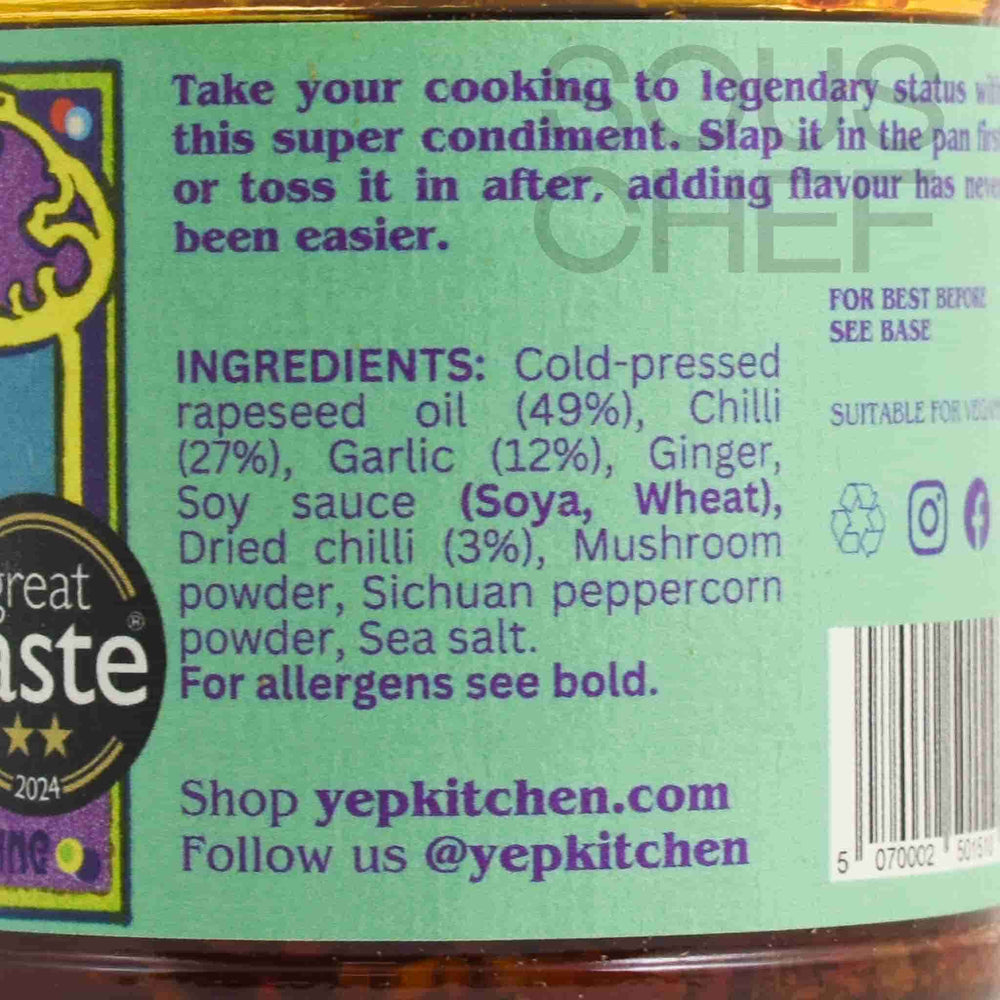 Take your cooking to legendary status
this super condiment. Slap it in the pan
or toss it in after, adding flavour has
been easier.
SOUS
CHEF
FOR BEST BEFORE
SEE BASE
INGREDIENTS: Cold-pressed
rapeseed oil (49%), Chilli
(27%), Garlic (12%), Ginger,
Soy sauce (Soya, Wheat),
Dried chilli (3%), Mushroom
powder, Sichuan peppercorn
powder, Sea salt.
For allergens see bold.
SUITABLE FOR
great
®
2024
Shop yepkitchen.com
Follow us @yepkitchen
5 070002